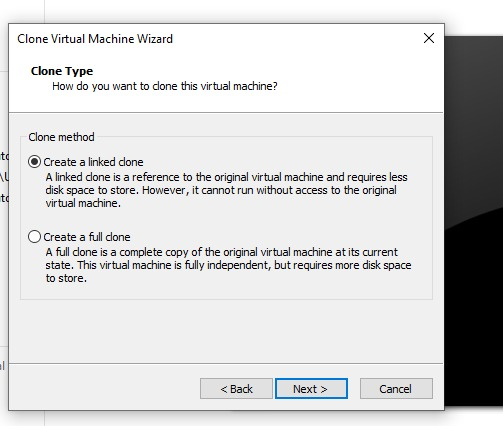 Clone Virtual Machine Wizard
Clone Type
How do you want to clone this virtual machine?
Clone method
Create a linked clone
A linked clone is a reference to the original virtual machine and requires less
disk space to store. However, it cannot run without access to the original
virtual machine.
Create a full clone
A full clone is a complete copy of the original virtual machine at its current
state. This virtual machine is fully independent, but requires more disk space
to store.
< Back
Next >
Cancel